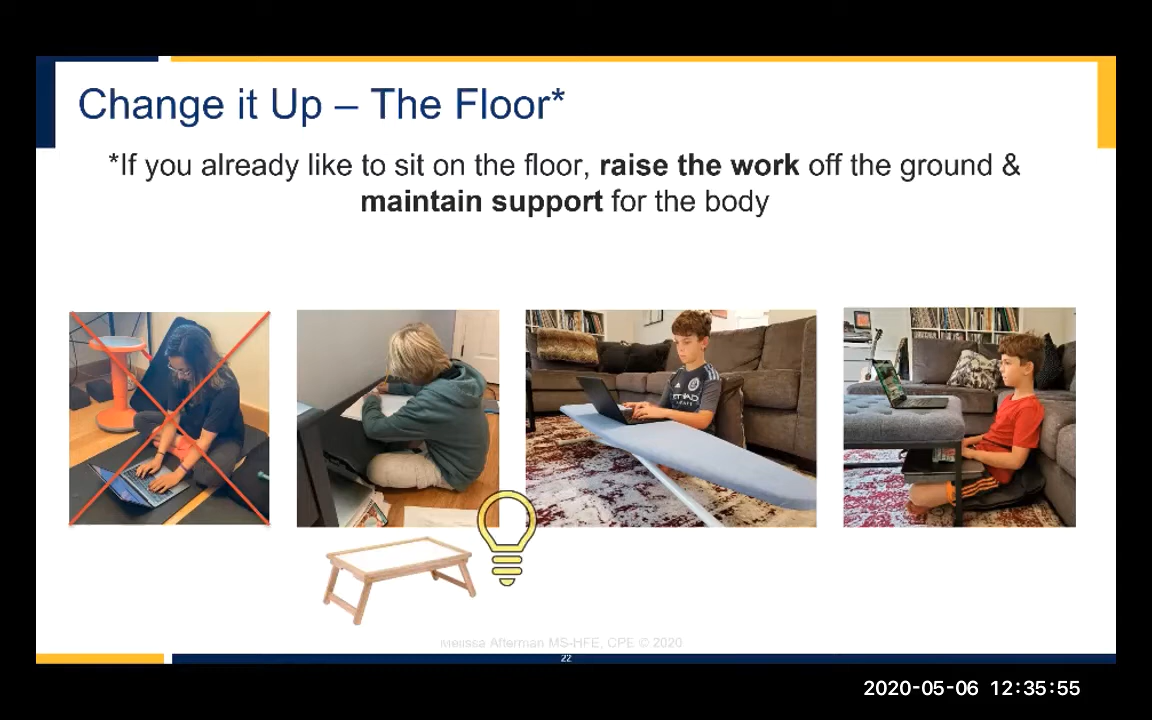 Change it Up – The Floor*
*If you already like to sit on the floor, raise the work off the ground &
maintain support for the body
ETIHAD
Melissa Afterman MS-HFE, CPE © 2020
22
2020-05-06 12:35:55